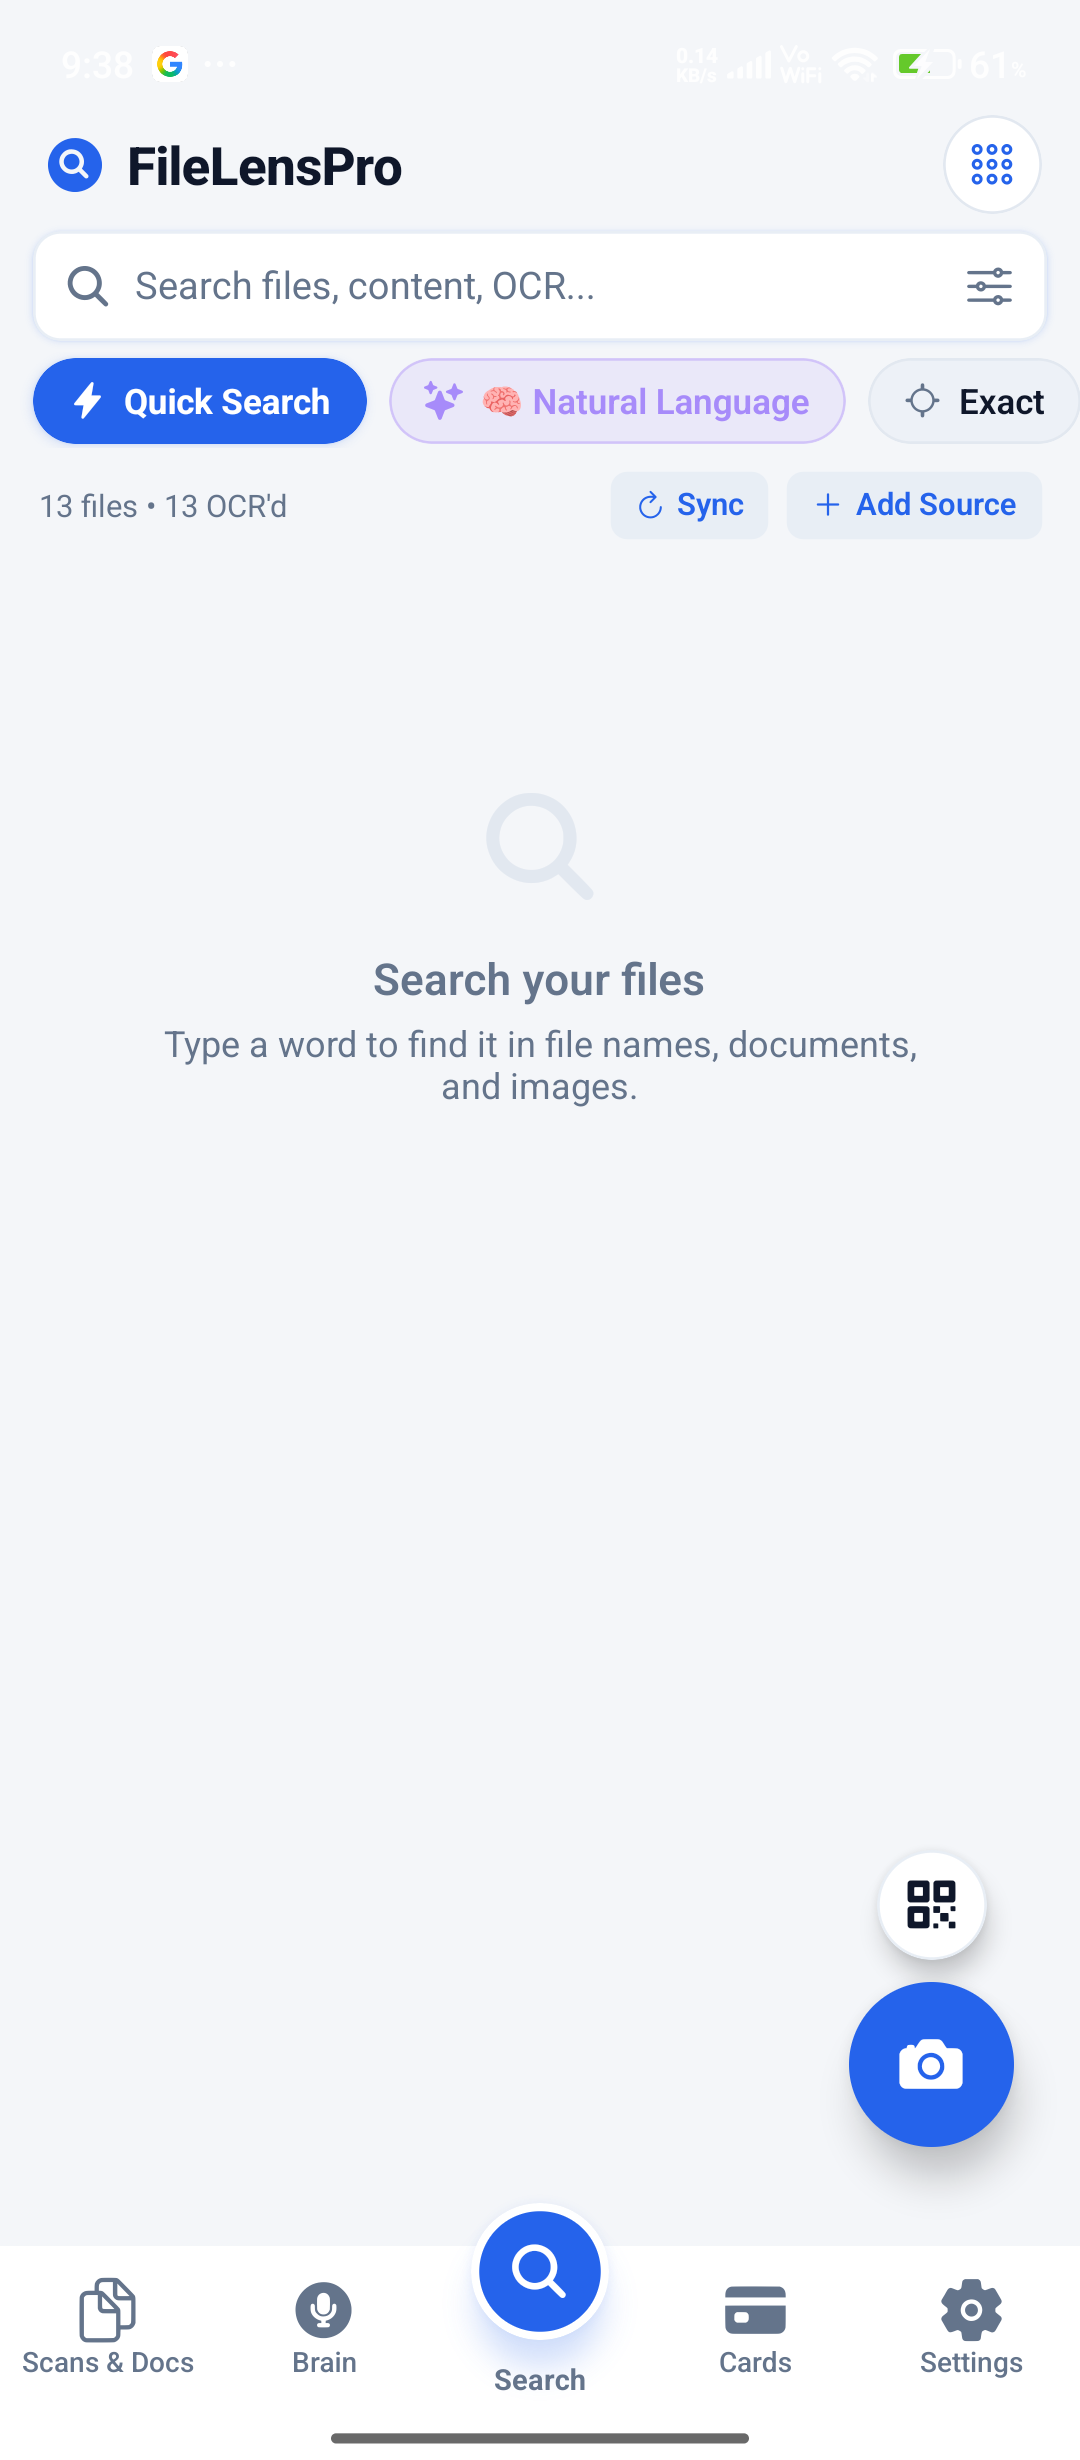 9:38
0.14 KB/s Vo WiFi 61%
FileLensPro
Search files, content, OCR...
Quick Search
Natural Language
Exact
13 files • 13 OCR'd
Sync
Add Source
Search your files
Type a word to find it in file names, documents,
and images.
Scans & Docs
Brain
Search
Cards
Settings